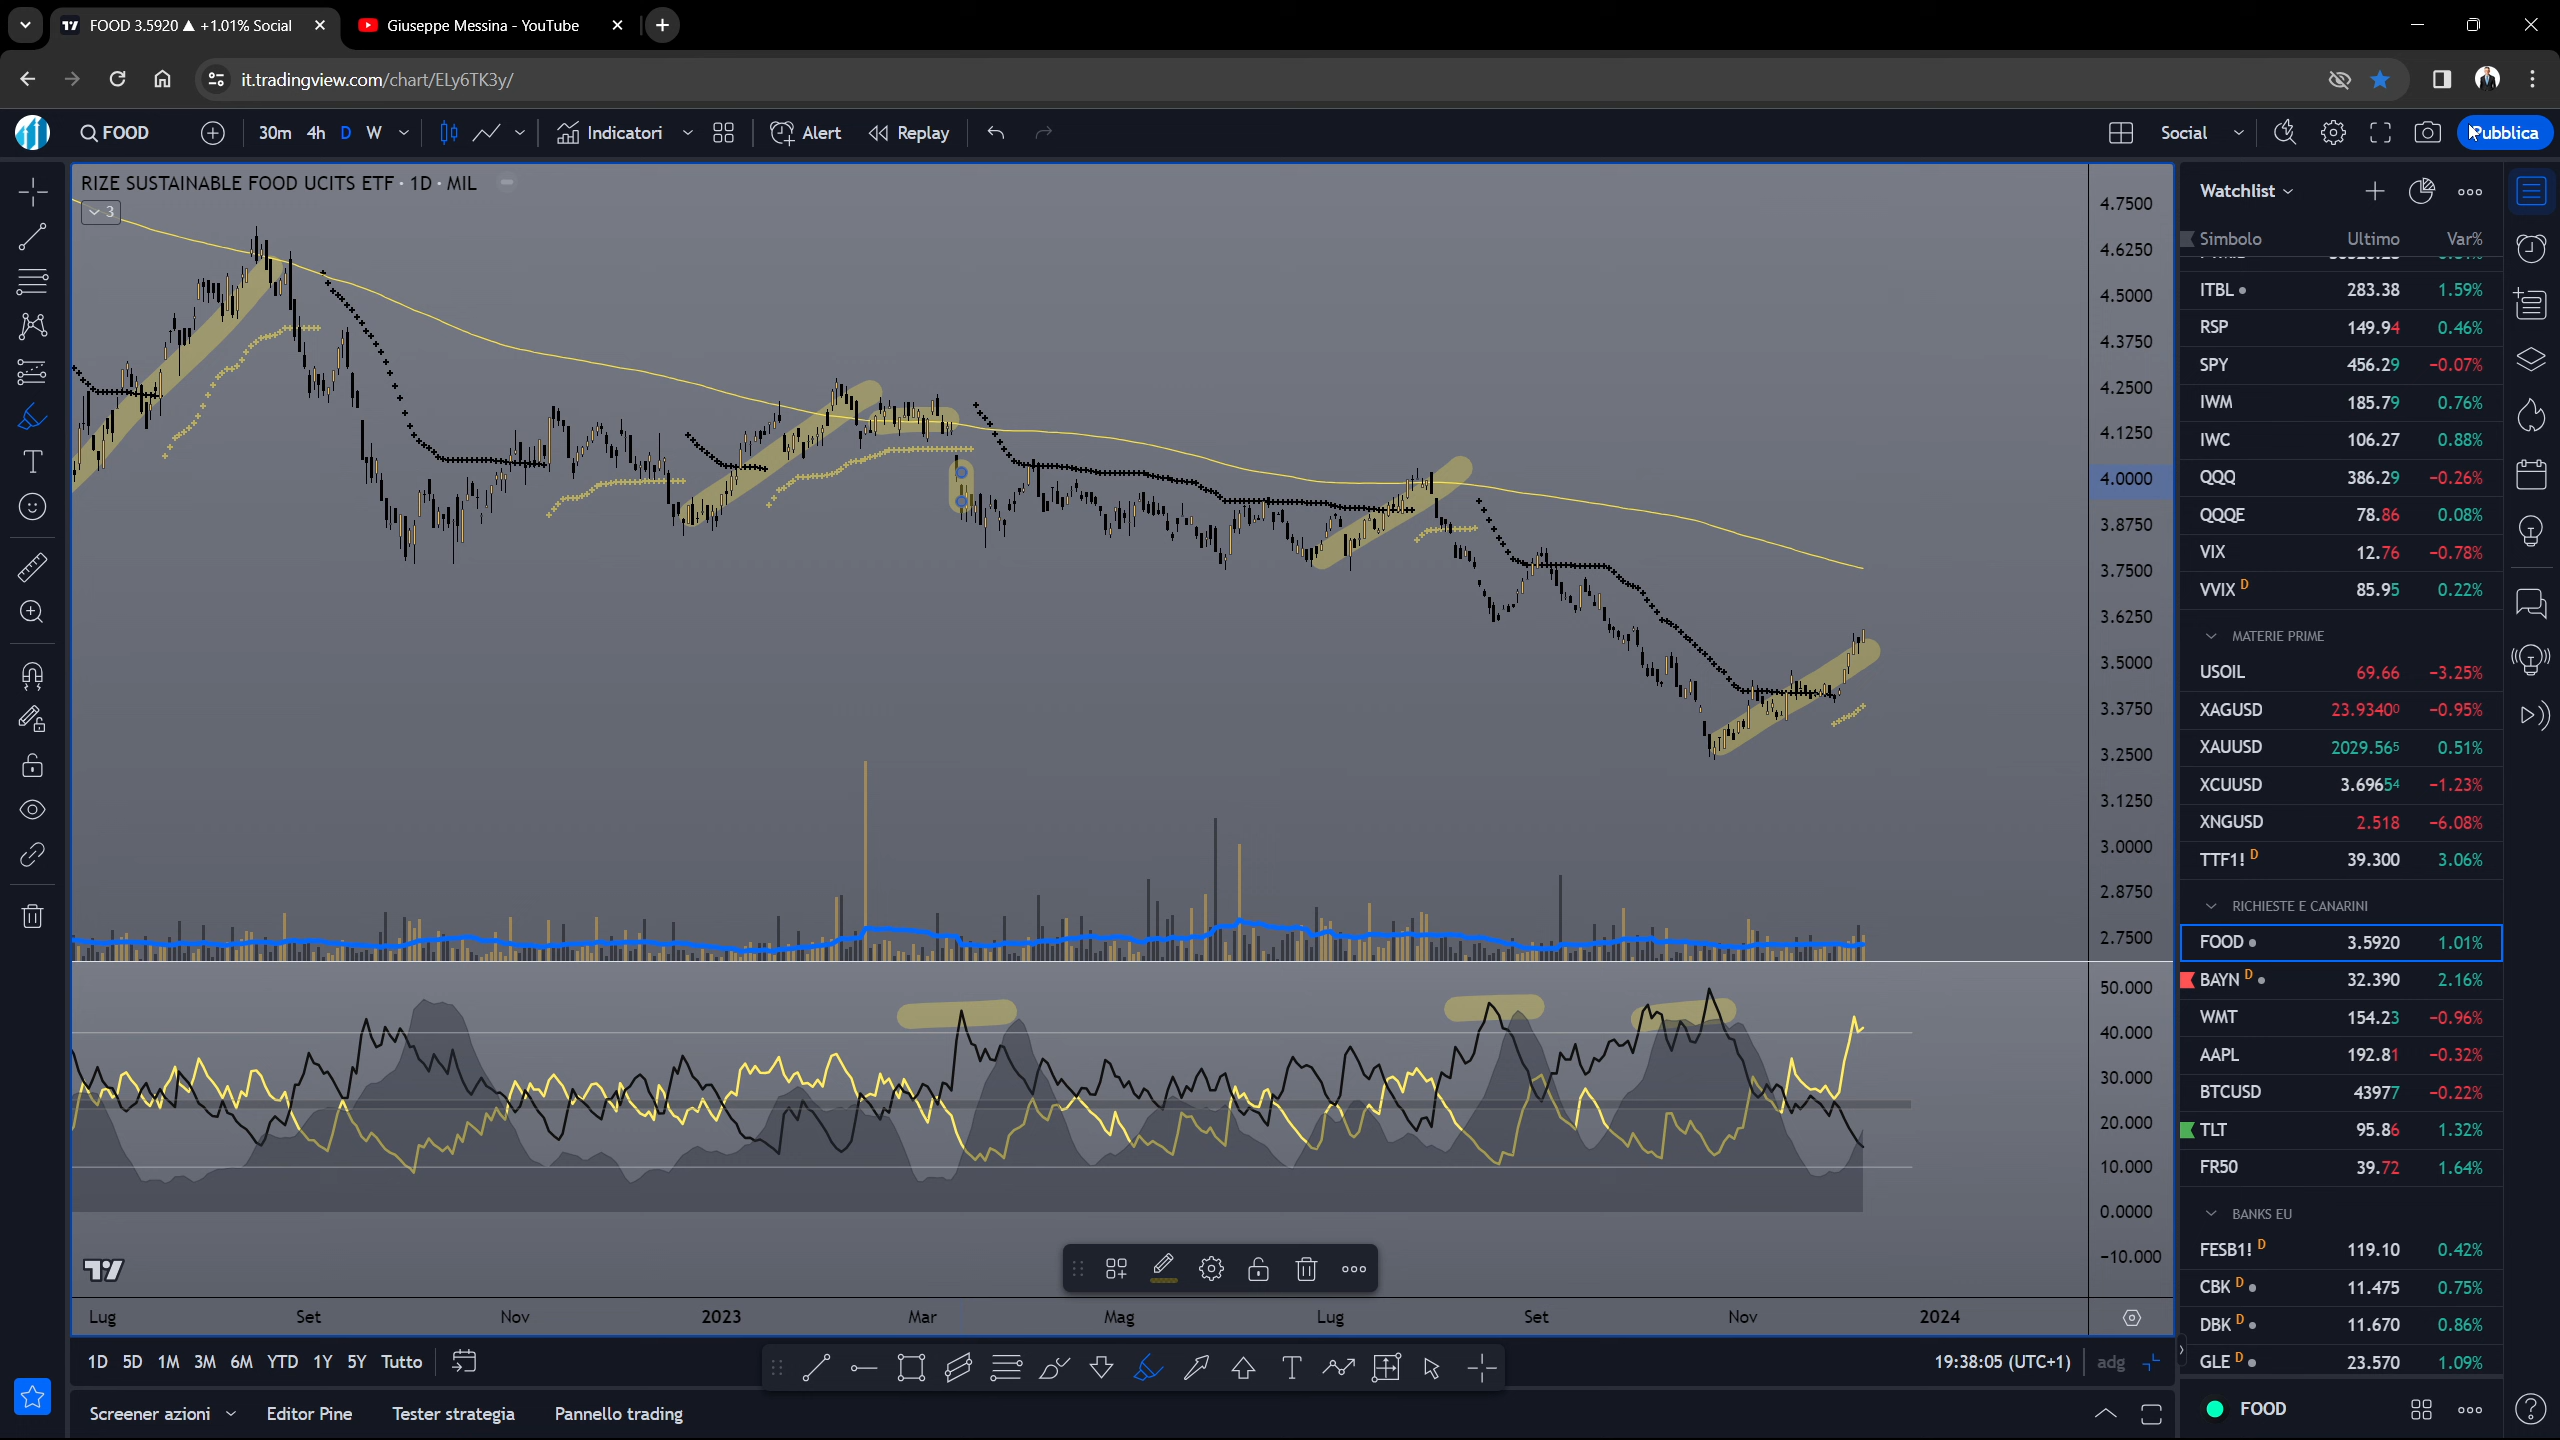 FOOD 3.5920 ▲ +1.01% Social
Giuseppe Messina - YouTube
it.tradingview.com/chart/ELy6TK3y/
FOOD
30m 4h D W
Indicatori
Alert
Replay
Social
Pubblica
RIZE SUSTAINABLE FOOD UCITS ETF · 1D · MIL
3
4.7500
4.6250
4.5000
4.3750
4.2500
4.1250
4.0000
3.8750
3.7500
3.6250
3.5000
3.3750
3.2500
3.1250
3.0000
2.8750
2.7500
50.000
40.000
30.000
20.000
10.000
0.0000
-10.000
Lug Set Nov 2023 Mar Mag Lug Set Nov 2024
1D 5D 1M 3M 6M YTD 1Y 5Y Tutto
19:38:05 (UTC+1) adg
Screener azioni Editor Pine Tester strategia Pannello trading
Watchlist
Simbolo Ultimo Var%
ITBL 283.38 1.59%
RSP 149.94 0.46%
SPY 456.29 -0.07%
IWM 185.79 0.76%
IWC 106.27 0.88%
QQQ 386.29 -0.26%
QQQE 78.86 0.08%
VIX 12.76 -0.78%
VVIX D 85.95 0.22%
MATERIE PRIME
USOIL 69.66 -3.25%
XAGUSD 23.9340⁰ -0.95%
XAUUSD 2029.56⁵ 0.51%
XCUUSD 3.6965⁴ -1.23%
XNGUSD 2.518 -6.08%
TTF1! D 39.300 3.06%
RICHIESTE E CANARINI
FOOD 3.5920 1.01%
BAYN D 32.390 2.16%
WMT 154.23 -0.96%
AAPL 192.81 -0.32%
BTCUSD 43977 -0.22%
TLT 95.86 1.32%
FR50 39.72 1.64%
BANKS EU
FESB1! D 119.10 0.42%
CBK D 11.475 0.75%
DBK D 11.670 0.86%
GLE D 23.570 1.09%
FOOD